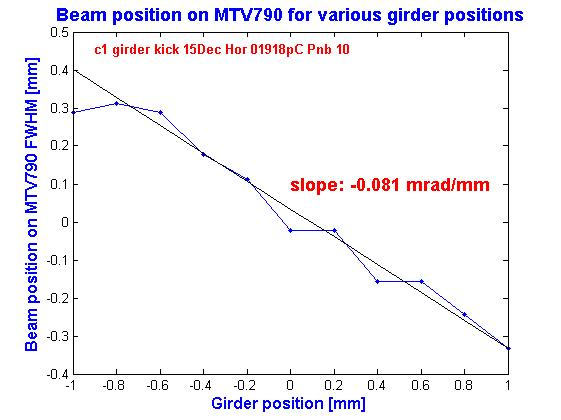 Beam position on MTV790 for various girder positions
c1 girder kick 15Dec Hor 01918pC Pnb 10
slope: -0.081 mrad/mm
Beam position on MTV790 FWHM [mm]
0.5
0.4
0.3
0.2
0.1
0
-0.1
-0.2
-0.3
-0.4
-1 -0.8 -0.6 -0.4 -0.2 0 0.2 0.4 0.6 0.8 1
Girder position [mm]